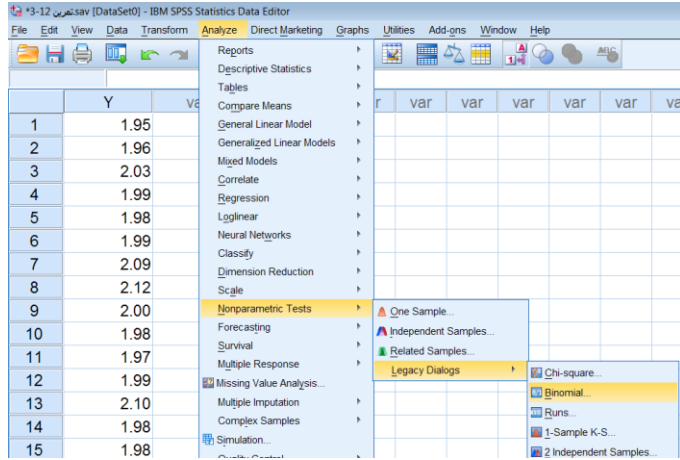 *3-12 تمرين.sav [DataSet0] - IBM SPSS Statistics Data Editor
File Edit View Data Transform Analyze Direct Marketing Graphs Utilities Add-ons Window Help
Reports
Descriptive Statistics
Tables
Compare Means
General Linear Model
Generalized Linear Models
Mixed Models
Correlate
Regression
Loglinear
Neural Networks
Classify
Dimension Reduction
Scale
Nonparametric Tests
Forecasting
Survival
Multiple Response
Missing Value Analysis...
Multiple Imputation
Complex Samples
Simulation...
Quality Control
One Sample...
Independent Samples...
Related Samples...
Legacy Dialogs
Chi-square...
Binomial...
Runs...
1-Sample K-S...
2 Independent Samples...
Y va r var var var var var va
1 1.95
2 1.96
3 2.03
4 1.99
5 1.98
6 1.99
7 2.09
8 2.12
9 2.00
10 1.98
11 1.97
12 1.99
13 2.10
14 1.98
15 1.98